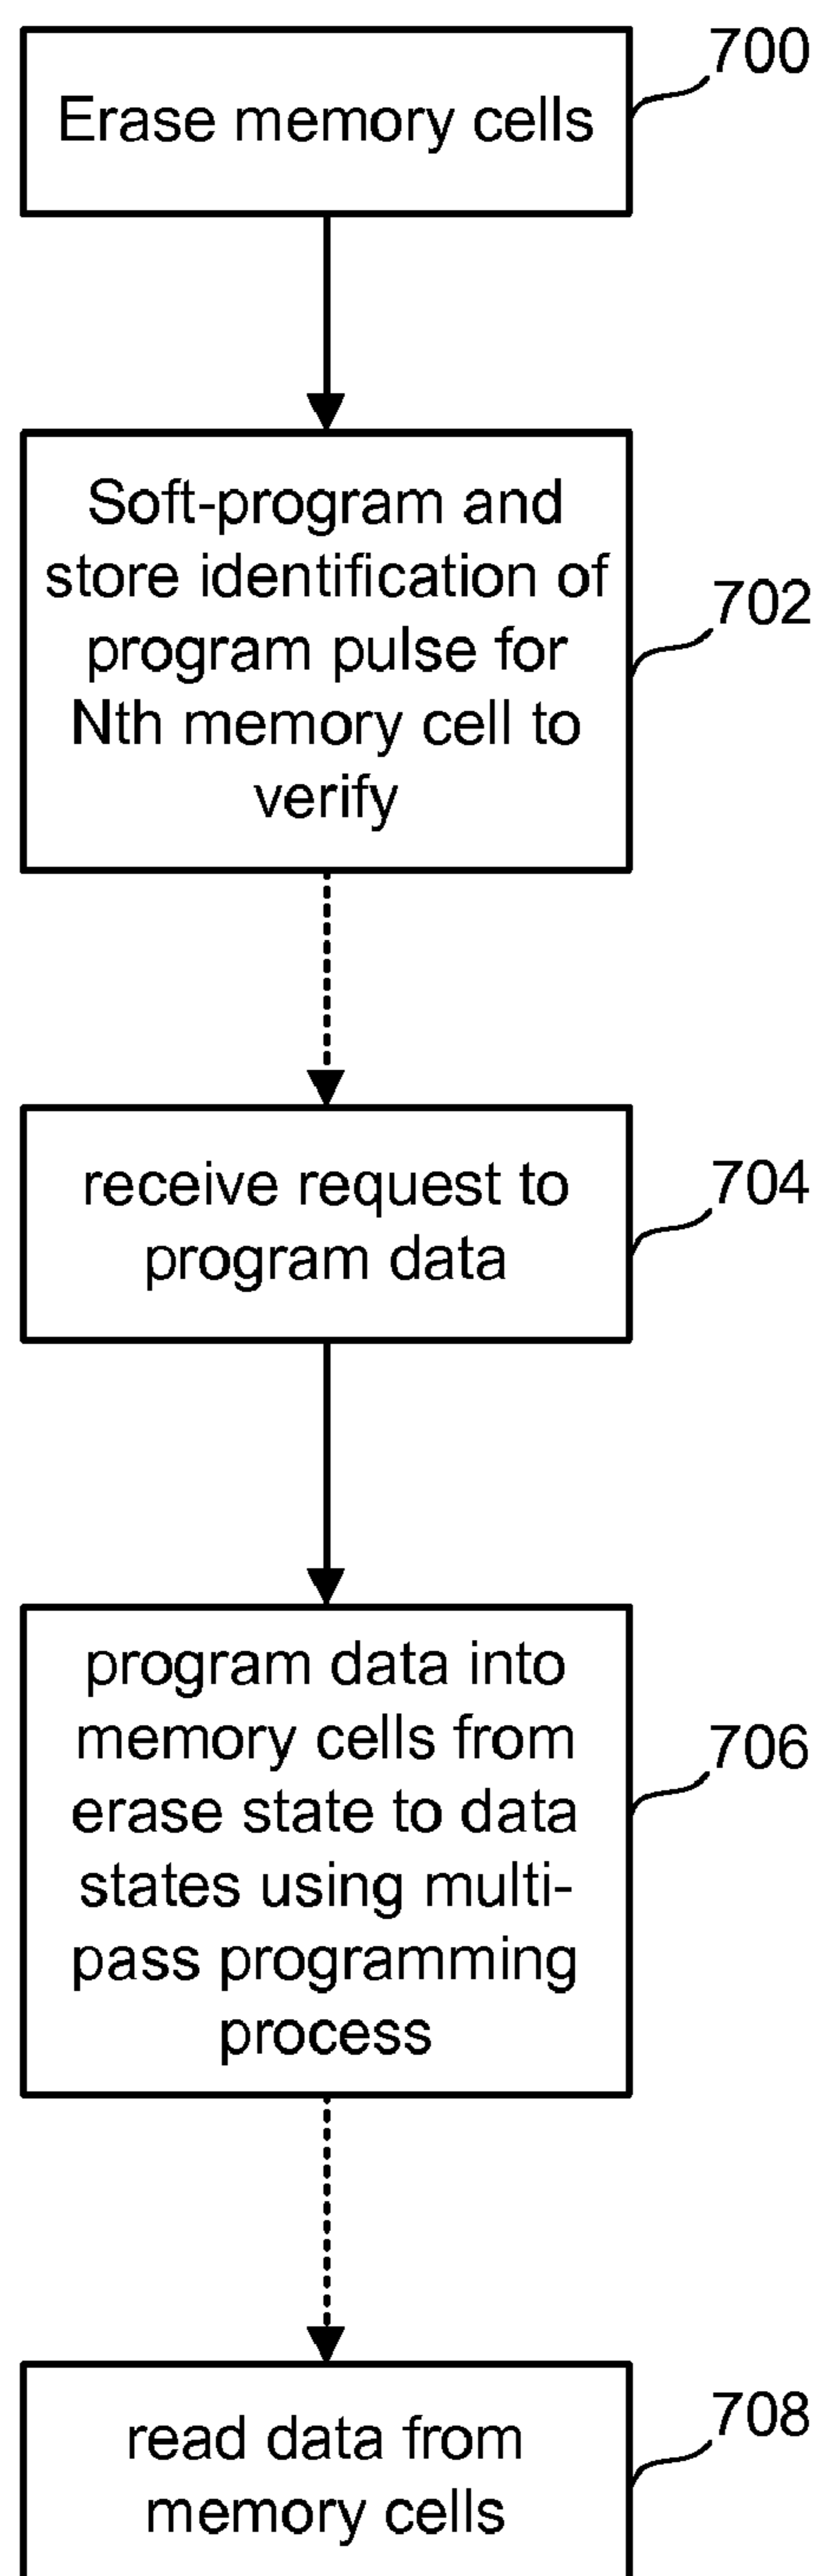 700
Erase memory cells
Soft-program and
store identification of
702
program pulse for
Nth memory cell to
verify
704
receive request to
program data
program data into
706
memory cells from
erase state to data
states using multi-
pass programming
process
708
read data from
memory cells